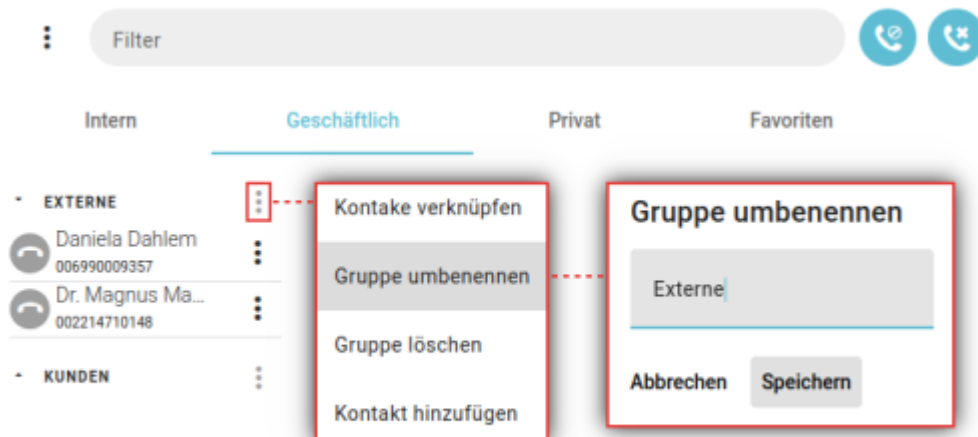 Filter
Intern Geschäftlich Privat Favoriten
EXTERNE
Daniela Dahlem
006990009357
Dr. Magnus Ma...
002214710148
KUNDEN
Kontake verknüpfen
Gruppe umbenennen
Gruppe löschen
Kontakt hinzufügen
Gruppe umbenennen
Externe
Abbrechen Speichern